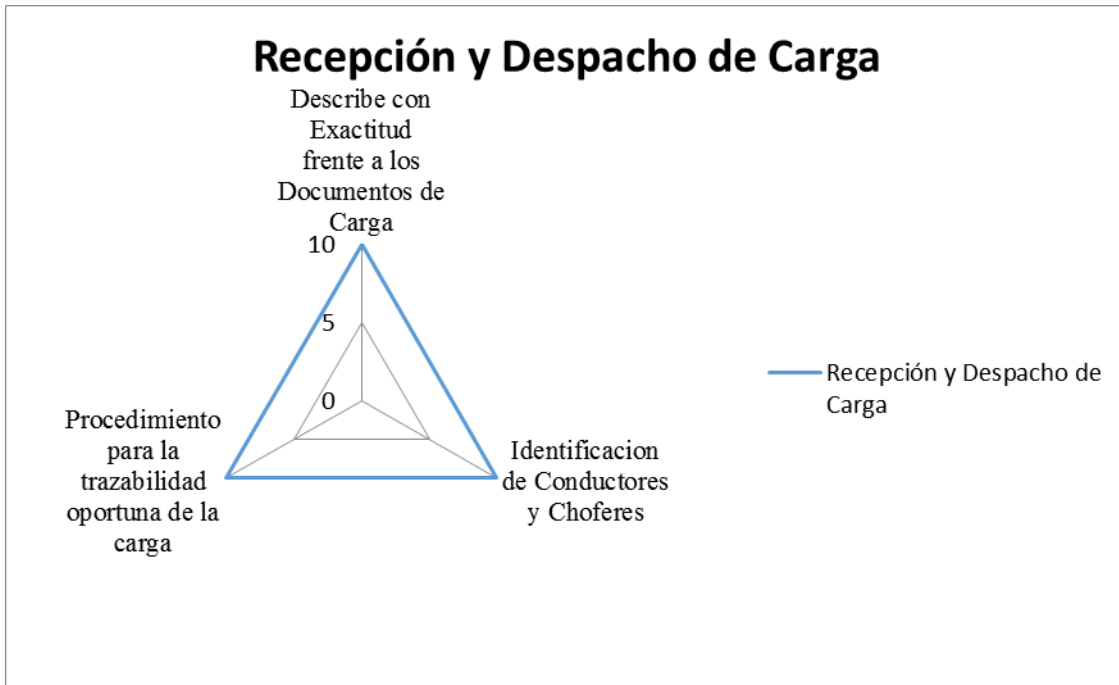 Recepción y Despacho de Carga
Describe con
Exactitud
frente a los
Documentos de
Carga
10
5
0
Procedimiento
para la
trazabilidad
oportuna de la
carga
Identificacion
de Conductores
y Choferes
Recepción y Despacho de
Carga